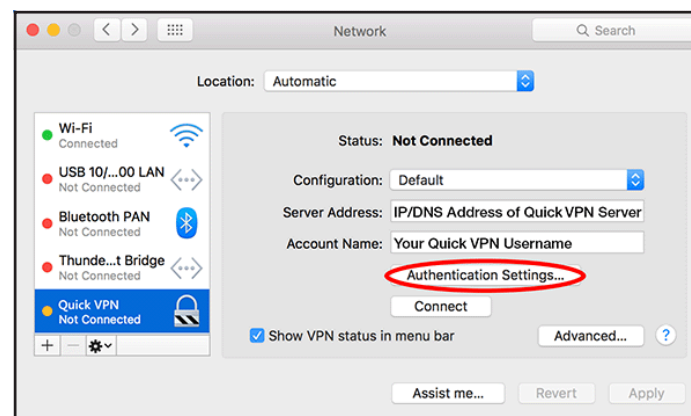 Network
Search
Location: Automatic
Wi-Fi
Connected
USB 10/...00 LAN
Not Connected
Bluetooth PAN
Not Connected
Thunde...t Bridge
Not Connected
Quick VPN
Not Connected
Status: Not Connected
Configuration: Default
Server Address: IP/DNS Address of Quick VPN Server
Account Name: Your Quick VPN Username
Authentication Settings...
Connect
Show VPN status in menu bar
Advanced...
?
Assist me...
Revert
Apply